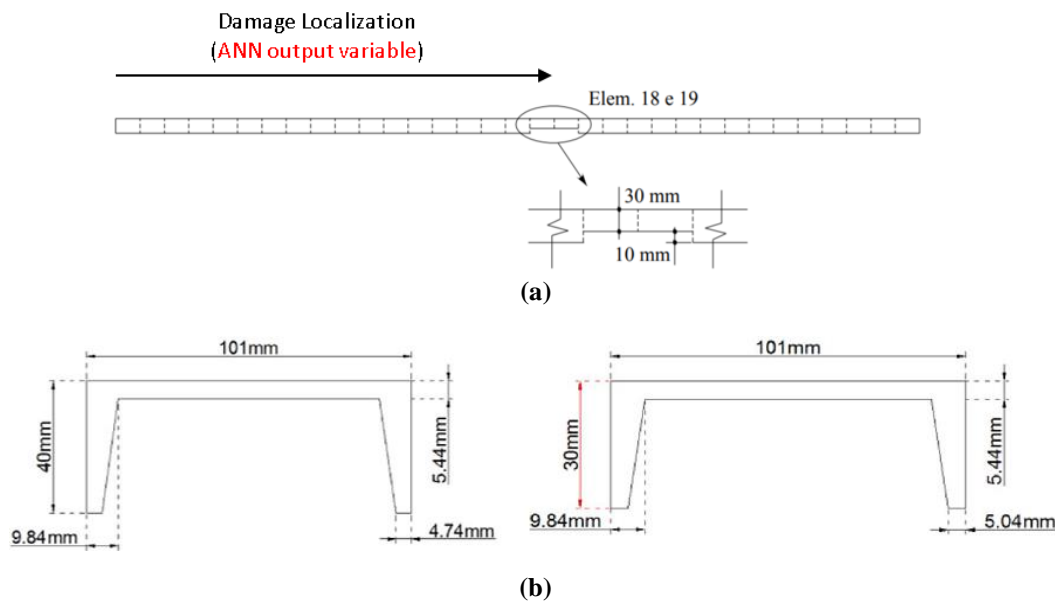 Damage Localization
(ANN output variable)
Elem. 18 e 19
30 mm
10 mm
(a)
101mm
40mm
5.44mm
9.84mm
4.74mm
101mm
30mm
5.44mm
9.84mm
5.04mm
(b)